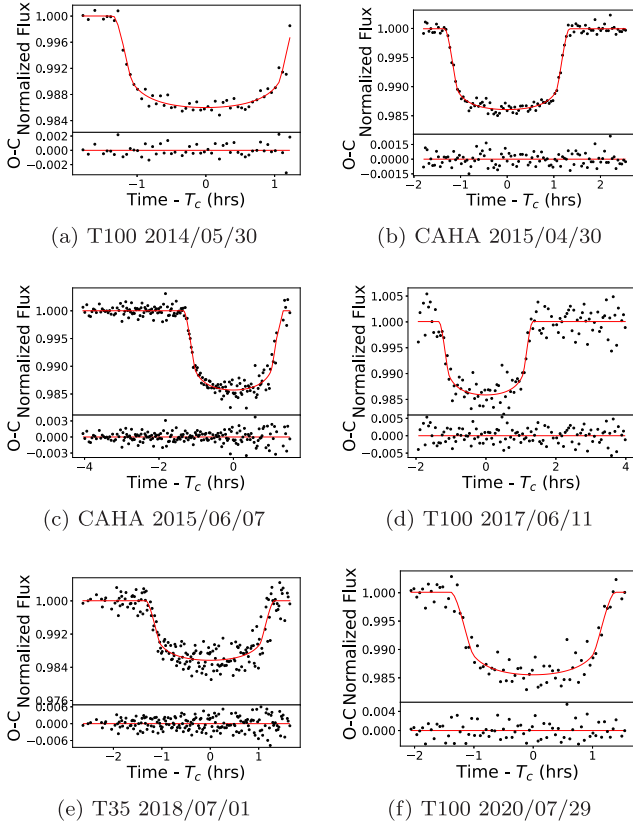 Normalized Flux
1.000
0.996
0.992
0.988
0.984
O-C
0.002
0.000
−0.002
−1 0 1
Time - Tc (hrs)
(a) T100 2014/05/30
Normalized Flux
1.000
0.995
0.990
0.985
O-C
0.0015
0.0000
−0.0015
−2 −1 0 1 2
Time - Tc (hrs)
(b) CAHA 2015/04/30
Normalized Flux
1.000
0.995
0.990
0.985
O-C
0.003
0.000
−0.003
−4 −2 0
Time - Tc (hrs)
(c) CAHA 2015/06/07
Normalized Flux
1.005
1.000
0.995
0.990
0.985
O-C
0.005
0.000
−0.005
−2 0 2 4
Time - Tc (hrs)
(d) T100 2017/06/11
Normalized Flux
1.000
0.992
0.984
0.976
O-C
0.006
0.000
−0.006
−2 −1 0 1
Time - Tc (hrs)
(e) T35 2018/07/01
Normalized Flux
1.000
0.995
0.990
0.985
O-C
0.004
0.000
−2 −1 0 1
Time - Tc (hrs)
(f) T100 2020/07/29